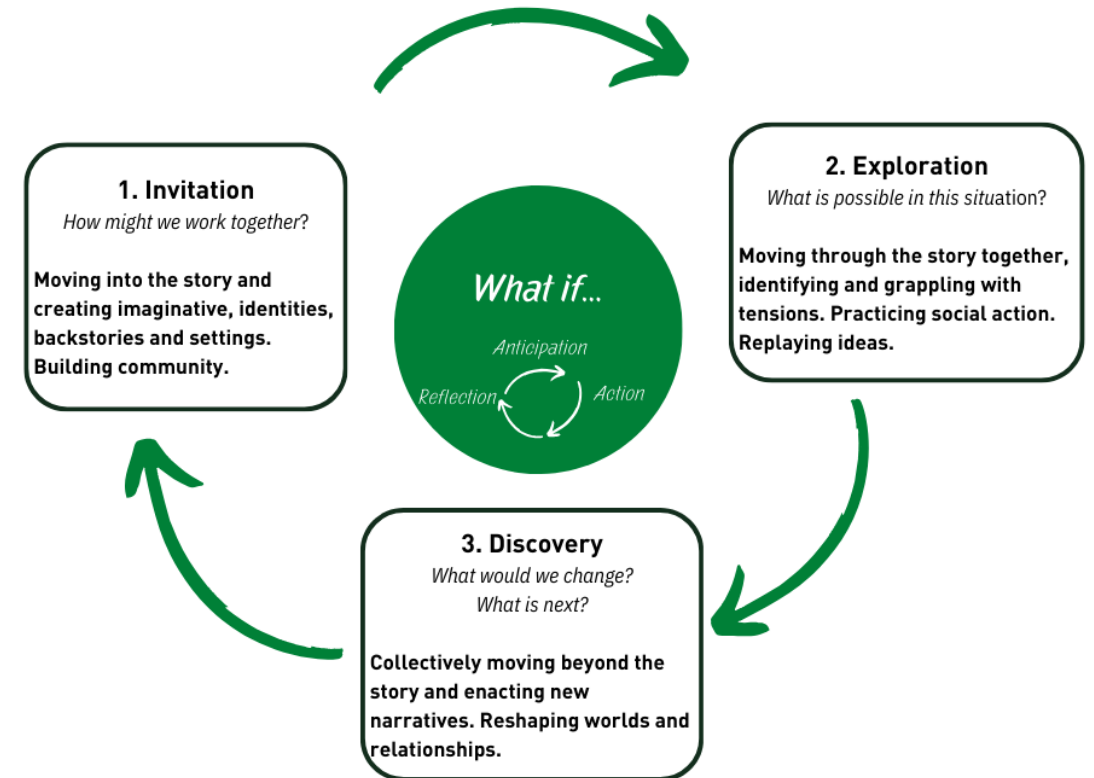 1. Invitation
How might we work together?
Moving into the story and
creating imaginative, identities,
backstories and settings.
Building community.
2. Exploration
What is possible in this situation?
Moving through the story together,
identifying and grappling with
tensions. Practicing social action.
Replaying ideas.
What if...
Anticipation
Reflection
Action
3. Discovery
What would we change?
What is next?
Collectively moving beyond the
story and enacting new
narratives. Reshaping worlds and
relationships.